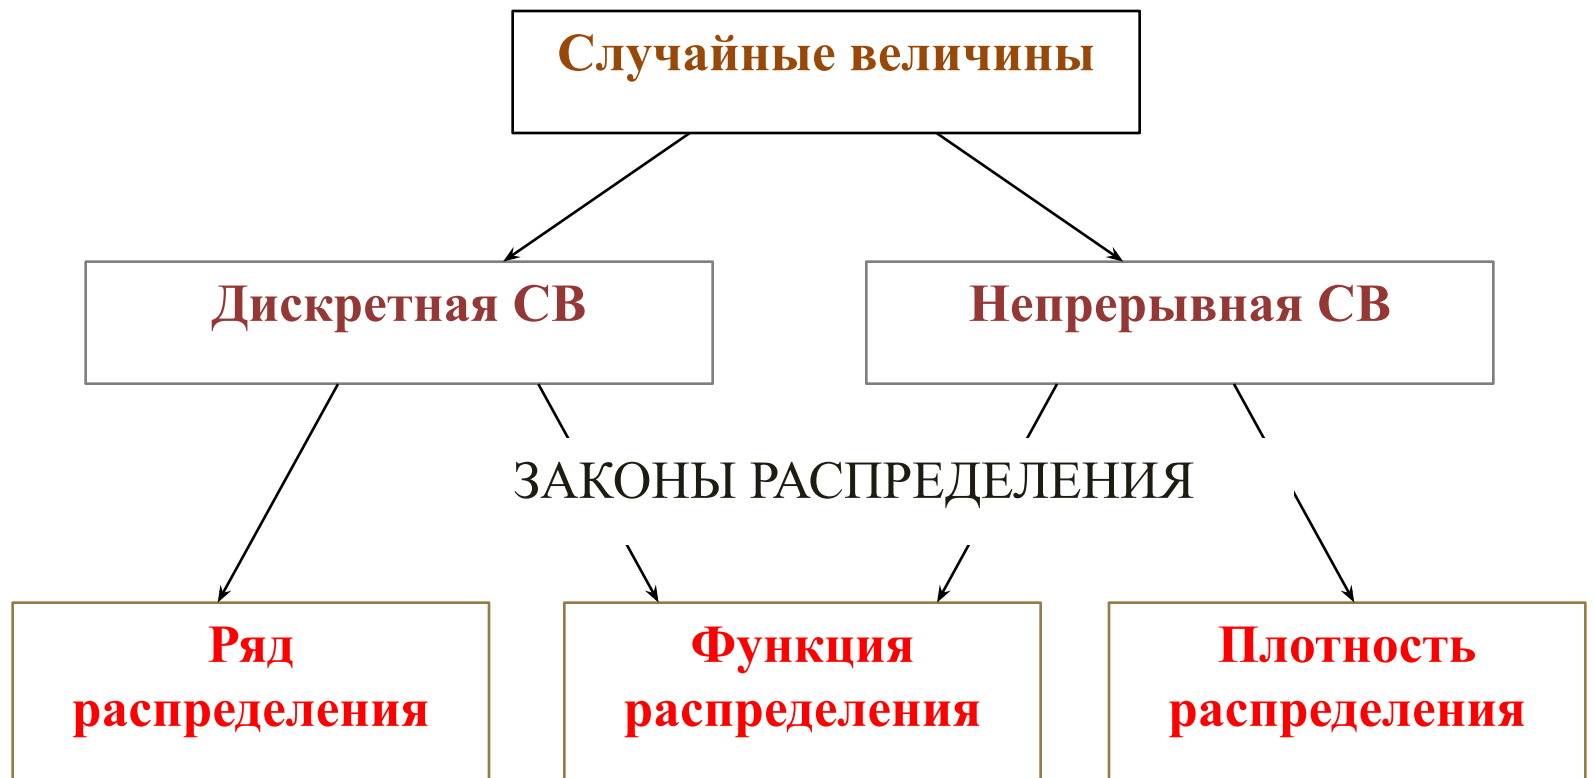 Случайные величины
Дискретная СВ
Непрерывная СВ
ЗАКОНЫ РАСПРЕДЕЛЕНИЯ
Ряд
распределения
Функция
распределения
Плотность
распределения